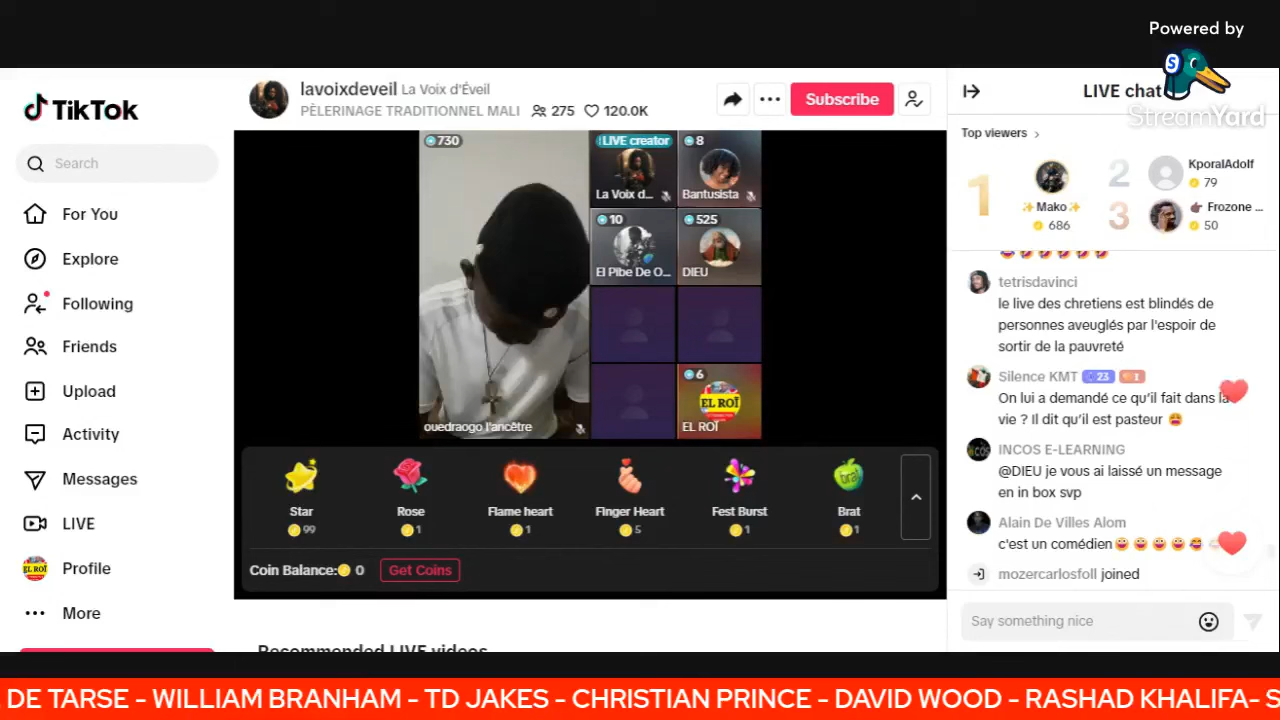 Powered by
StreamYard
TikTok
Search
For You
Explore
Following
Friends
Upload
Activity
Messages
LIVE
Profile
More
lavoixdeveil La Voix d'Éveil
PÈLERINAGE TRADITIONNEL MALI 275 120.0K
Subscribe
730
ouedraogo l'ancêtre
LIVE creator
La Voix d...
8
Bantusista
10
El Pibe De O...
525
DIEU
6
EL ROÏ
EL ROÏ
Star
99
Rose
1
Flame heart
1
Finger Heart
5
Fest Burst
1
Brat
1
Coin Balance: 0 Get Coins
Recommended LIVE videos
LIVE chat
Top viewers
1
✨Mako✨
686
2
KporalAdolf
79
3
Frozone ...
50
tetrisdavinci
le live des chretiens est blindés de
personnes aveuglés par l'espoir de
sortir de la pauvreté
Silence KMT 23 1
On lui a demandé ce qu'il fait dans la
vie ? Il dit qu'il est pasteur
INCOS E-LEARNING
@DIEU je vous ai laissé un message
en in box svp
Alain De Villes Alom
c'est un comédien
mozercarlosfoll joined
Say something nice
DE TARSE - WILLIAM BRANHAM - TD JAKES - CHRISTIAN PRINCE - DAVID WOOD - RASHAD KHALIFA- S